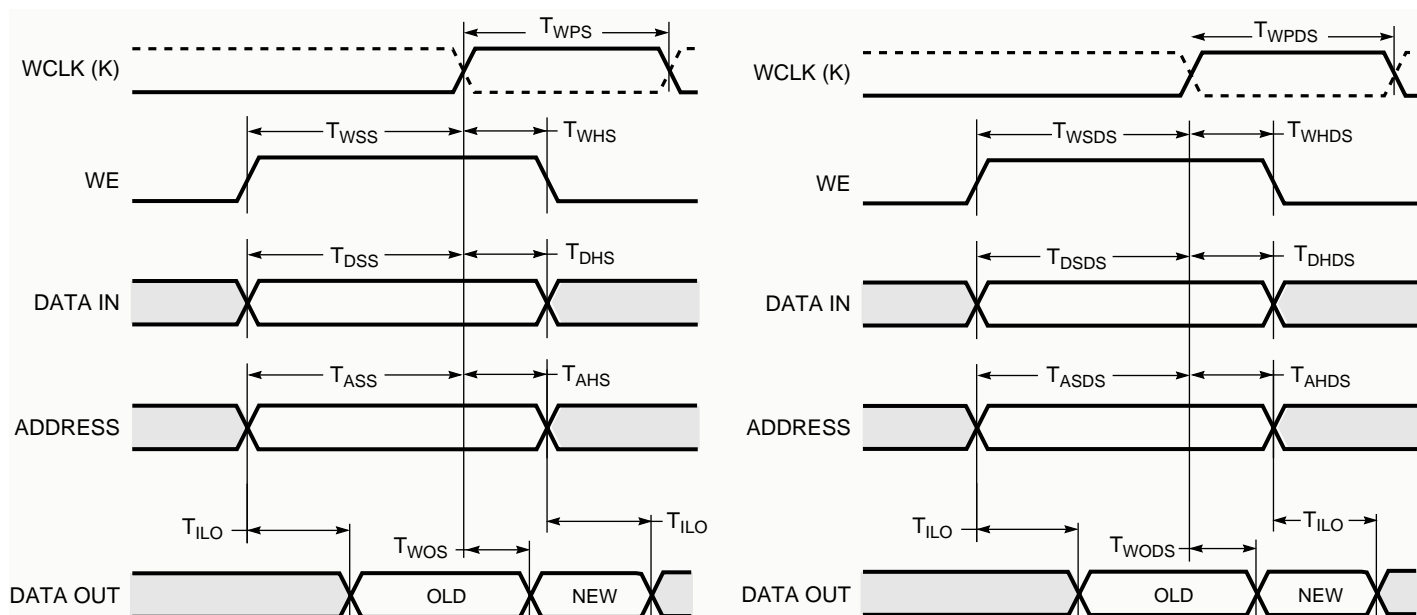 TWPS
WCLK (K)
TWSS
TWHS
WE
TDSS
TDHS
DATA IN
TASS
TAHS
ADDRESS
TILO
TILO
TWOS
DATA OUT
OLD
NEW
TWPDS
WCLK (K)
TWSDS
TWHDS
WE
TDSDS
TDHDS
DATA IN
TASDS
TAHDS
ADDRESS
TILO
TILO
TWODS
DATA OUT
OLD
NEW